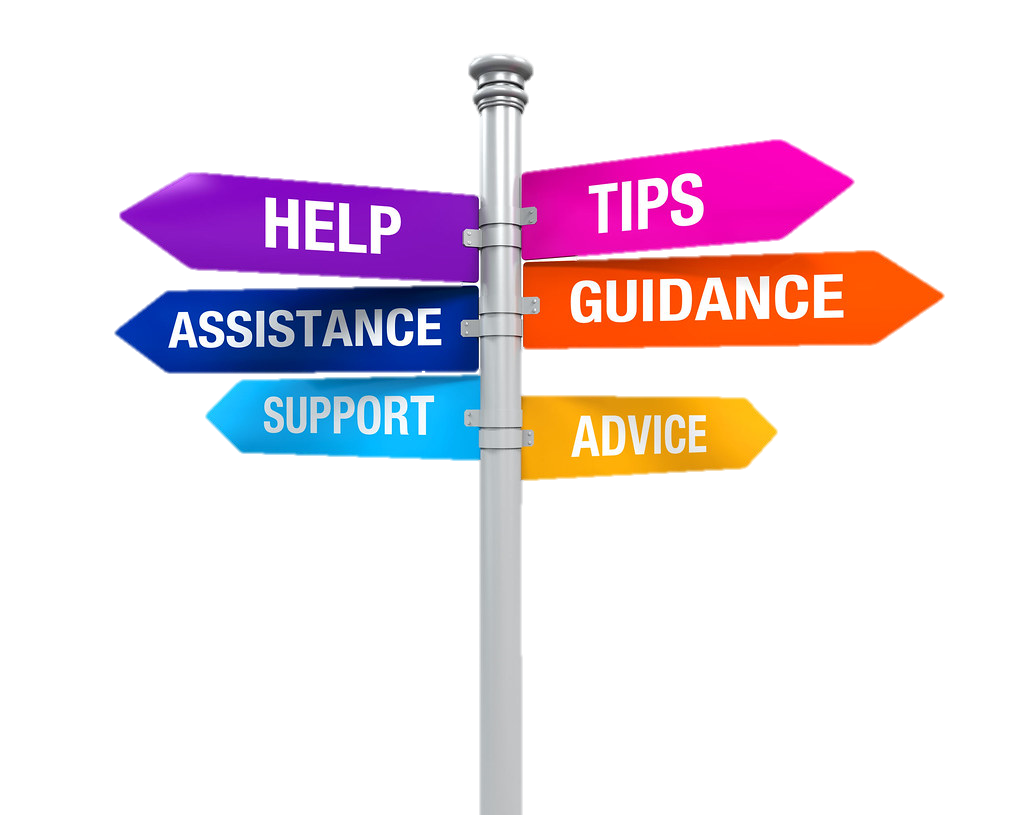 HELP
TIPS
ASSISTANCE
GUIDANCE
SUPPORT
ADVICE